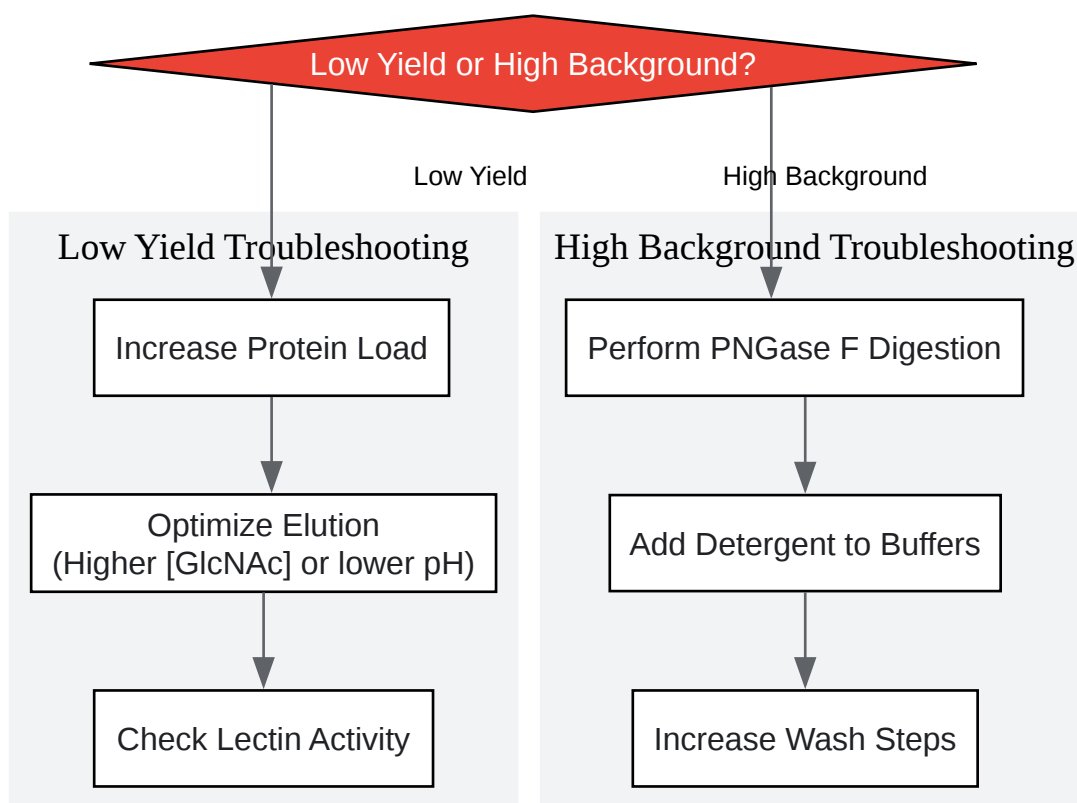 Low Yield or High Background?
Low Yield
High Background
Low Yield Troubleshooting
Increase Protein Load
Optimize Elution
(Higher [GlcNAc] or lower pH)
Check Lectin Activity
High Background Troubleshooting
Perform PNGase F Digestion
Add Detergent to Buffers
Increase Wash Steps